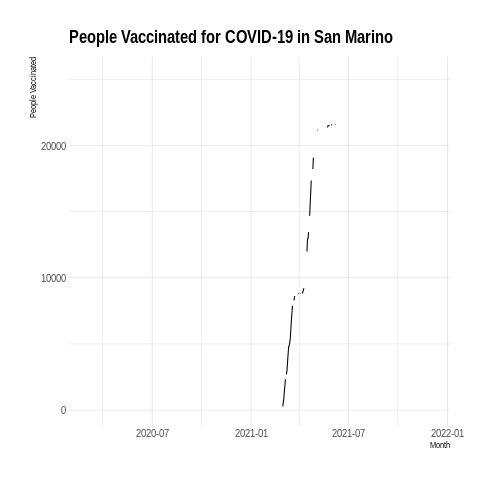 People Vaccinated for COVID-19 in San Marino
People Vaccinated
20000
10000
0
2020-07
2021-01
2021-07
2022-01
Month